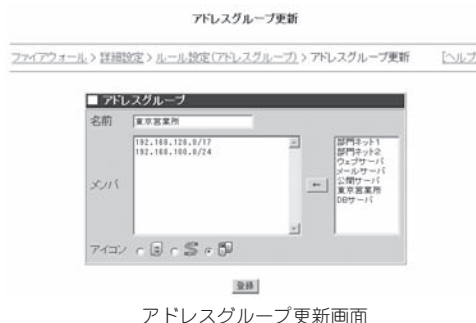 アドレスグループ更新
ファイアウォール > 詳細設定 > ルール設定(アドレスグループ) > アドレスグループ更新 [ヘルプ
■ アドレスグループ
名前 東京営業所
メンバ
192.168.128.0/17
192.168.100.0/24
←
部門ネット1
部門ネット2
ウェブサーバ
メールサーバ
公開サーバ
東京営業所
DBサーバ
アイコン
登録
アドレスグループ更新画面